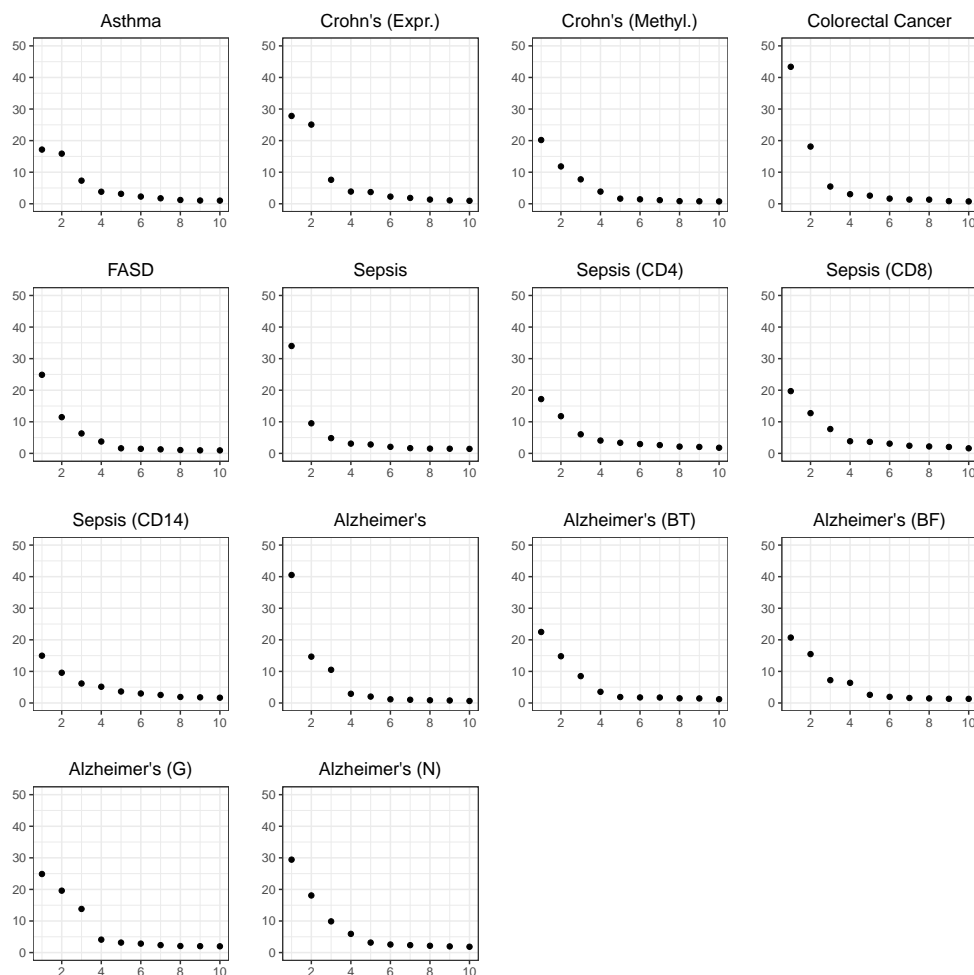 Asthma Crohn's (Expr.) Crohn's (Methyl.) Colorectal Cancer
50 50 50 50
40 40 40 40
30 30 30 30
20 20 20 20
10 10 10 10
0 0 0 0
2 4 6 8 10 2 4 6 8 10 2 4 6 8 10 2 4 6 8 10
FASD Sepsis Sepsis (CD4) Sepsis (CD8)
50 50 50 50
40 40 40 40
30 30 30 30
20 20 20 20
10 10 10 10
0 0 0 0
2 4 6 8 10 2 4 6 8 10 2 4 6 8 10 2 4 6 8 10
Sepsis (CD14) Alzheimer's Alzheimer's (BT) Alzheimer's (BF)
50 50 50 50
40 40 40 40
30 30 30 30
20 20 20 20
10 10 10 10
0 0 0 0
2 4 6 8 10 2 4 6 8 10 2 4 6 8 10 2 4 6 8 10
Alzheimer's (G) Alzheimer's (N)
50 50
40 40
30 30
20 20
10 10
0 0
2 4 6 8 10 2 4 6 8 10